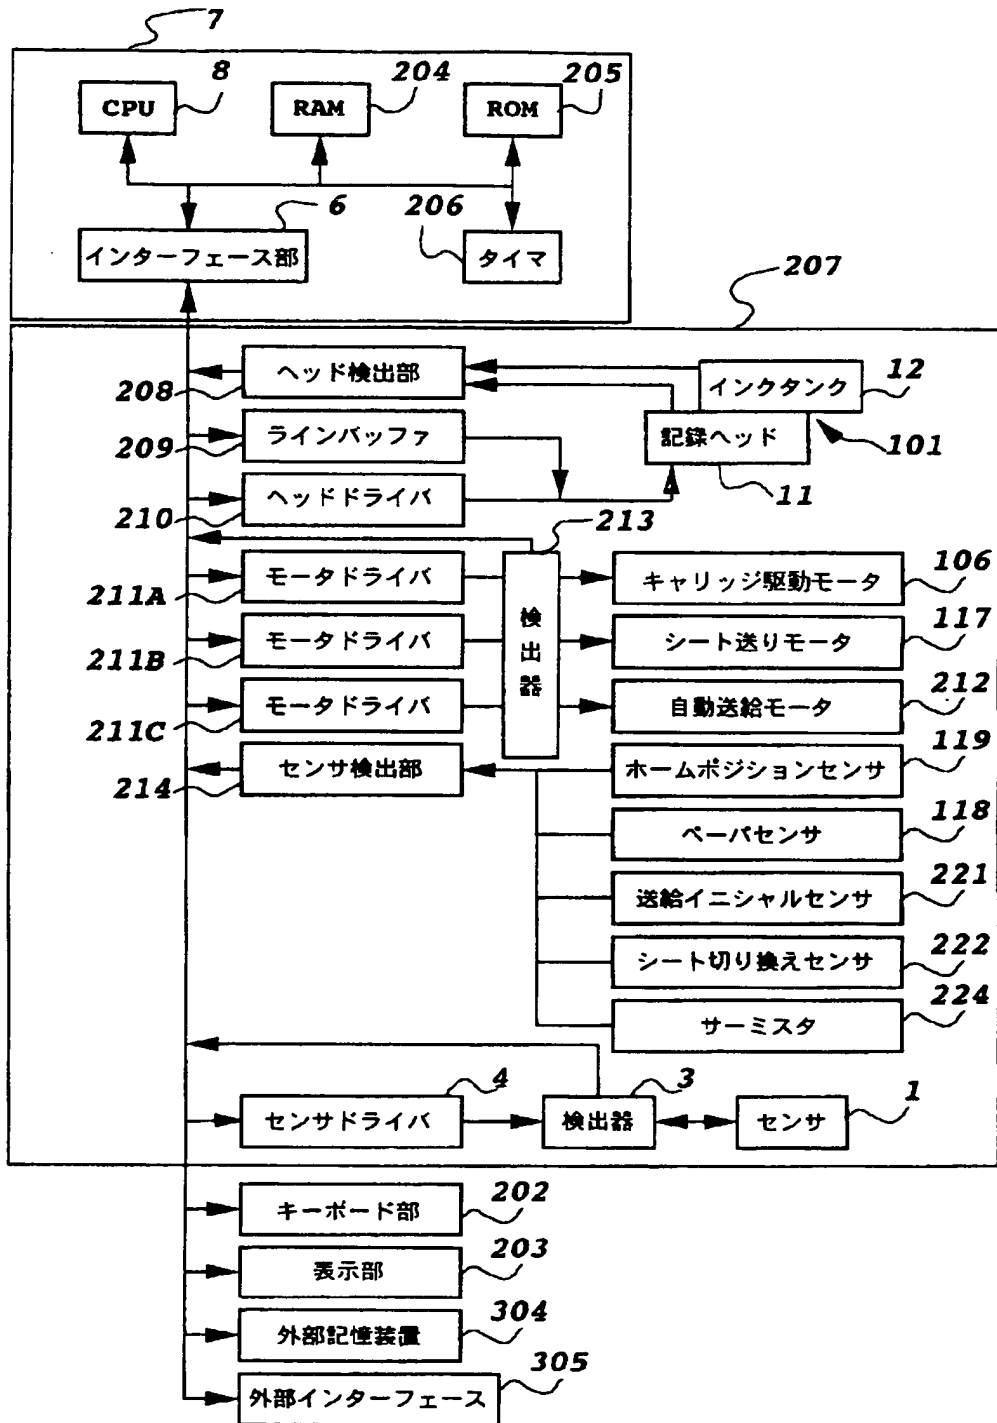 7
8
204
205
CPU
RAM
ROM
206
6
インターフェース部
タイマ
207
ヘッド検出部
208
インクタンク
12
ラインバッファ
209
記録ヘッド
101
11
ヘッドドライバ
210
213
検出器
モータドライバ
211A
キャリッジ駆動モータ
106
モータドライバ
211B
シート送りモータ
117
モータドライバ
211C
自動送給モータ
212
センサ検出部
214
ホームポジションセンサ
119
ペーパセンサ
118
送給イニシャルセンサ
221
シート切り換えセンサ
222
サーミスタ
224
センサドライバ
4
検出器
3
センサ
1
キーボード部
202
表示部
203
外部記憶装置
304
外部インターフェース
305